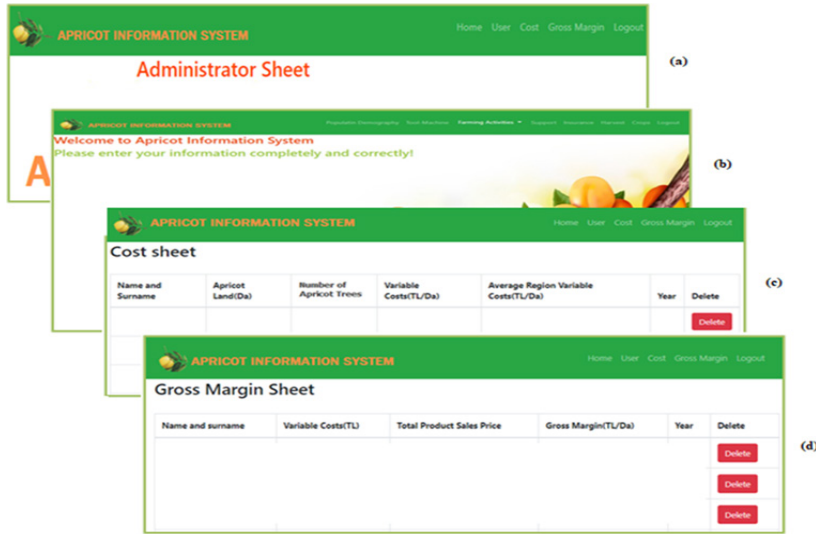 APRICOT INFORMATION SYSTEM
Home User Cost Gross Margin Logout
Administrator Sheet
(a)
A
APRICOT INFORMATION SYSTEM
Tool Machine Farming Activities Support Insurance Harvest Logout
Welcome to Apricot Information System
Please enter your information completely and correctly!
(b)
APRICOT INFORMATION SYSTEM
Home User Cost Gross Margin Logout
Cost sheet
Name and Surname Apricot Land(Da) Number of Apricot Trees Variable Costs(TL/Da) Average Region Variable Costs(TL/Da) Year Delete
Delete
(c)
APRICOT INFORMATION SYSTEM
Home User Cost Gross Margin Logout
Gross Margin Sheet
Name and surname Variable Costs(TL) Total Product Sales Price Gross Margin(TL/Da) Year Delete
Delete
Delete
Delete
(d)